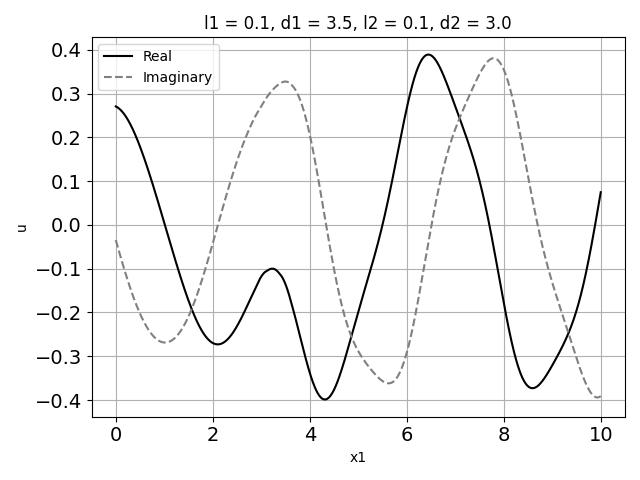 l1 = 0.1, d1 = 3.5, l2 = 0.1, d2 = 3.0
Real
Imaginary
0.4
0.3
0.2
0.1
0.0
−0.1
−0.2
−0.3
−0.4
u
0 2 4 6 8 10
x1